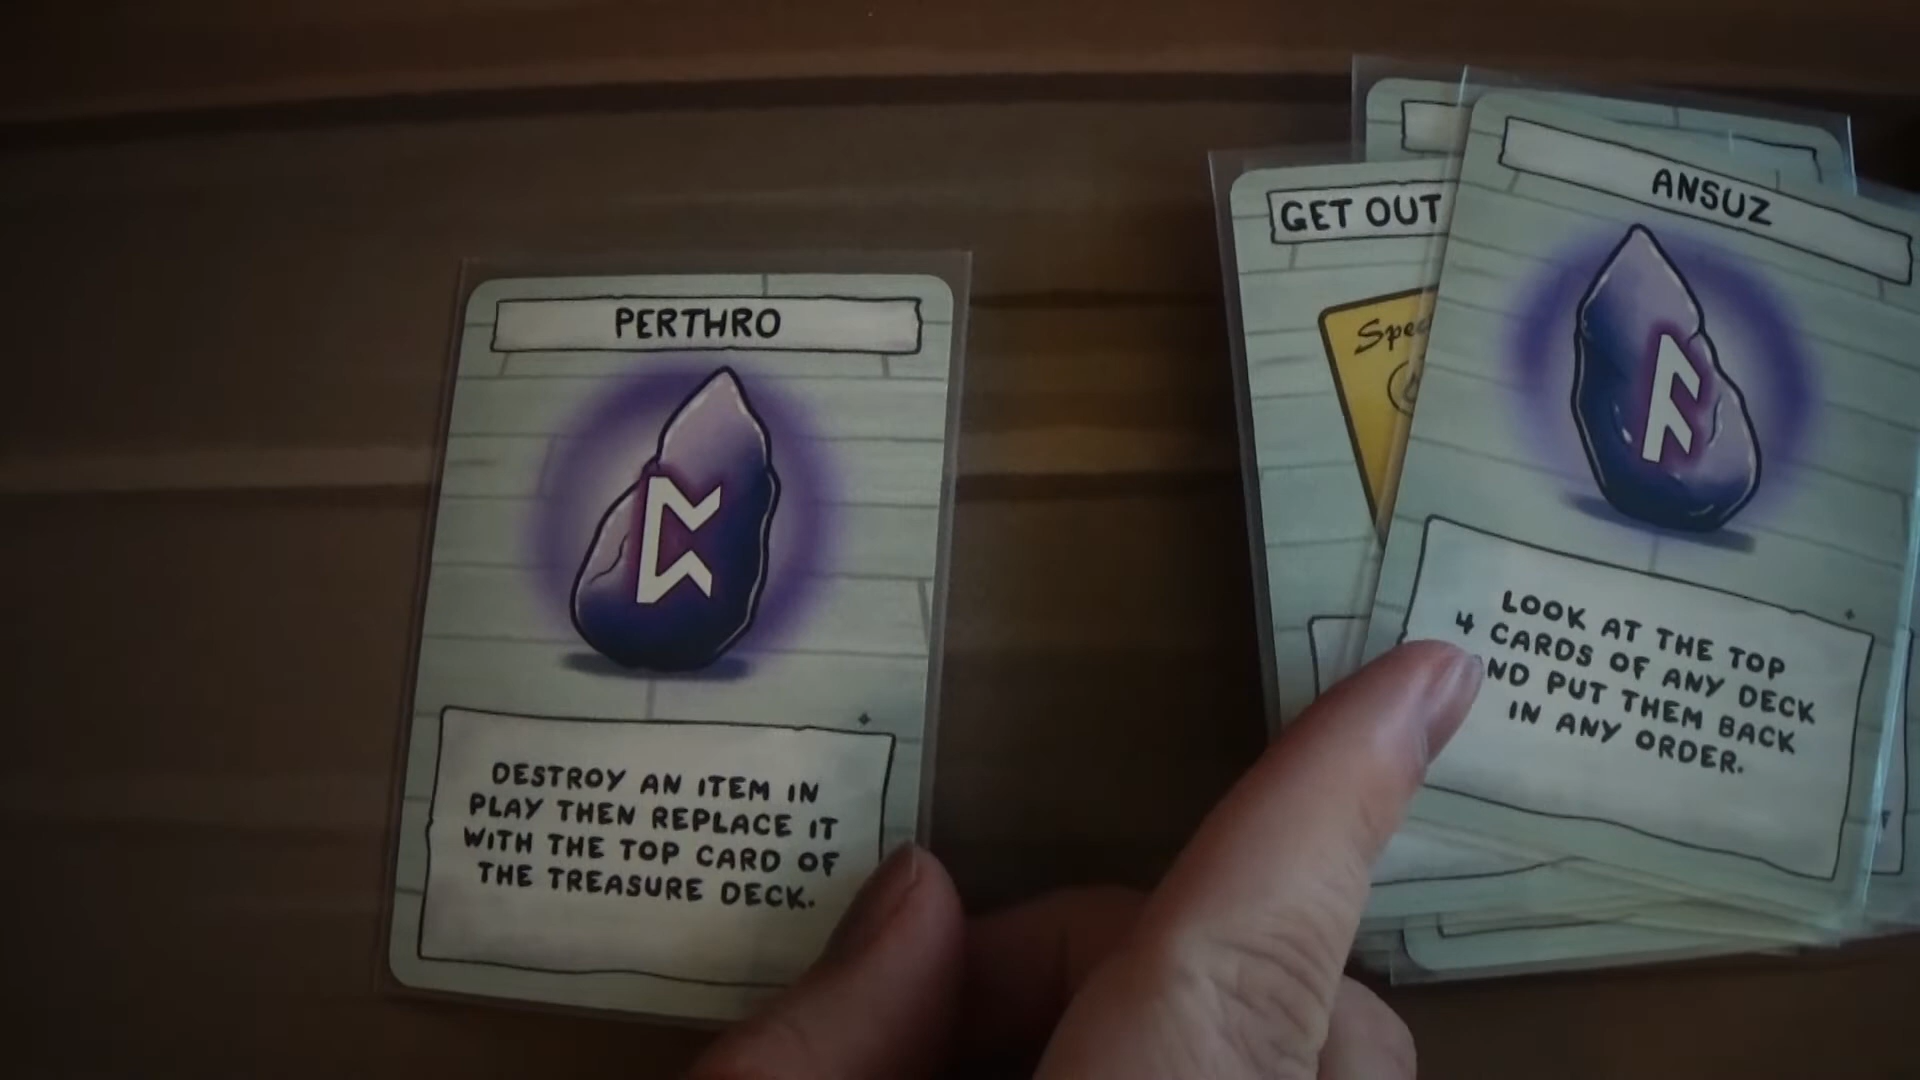 PERTHRO
DESTROY AN ITEM IN
PLAY THEN REPLACE IT
WITH THE TOP CARD OF
THE TREASURE DECK.
GET OUT
ANSUZ
LOOK AT THE TOP
4 CARDS OF ANY DECK
AND PUT THEM BACK
IN ANY ORDER.